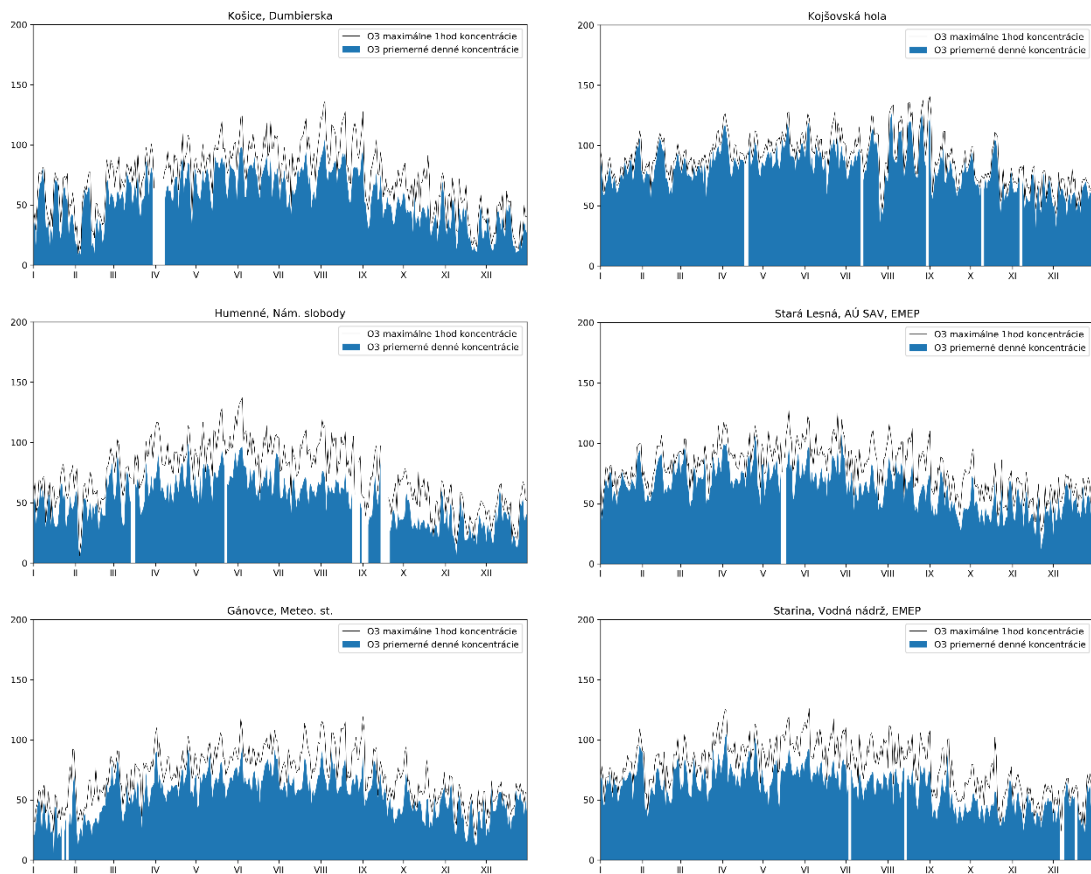 Košice, Dumbierska
200
150
100
50
0
O3 maximálne 1hod koncentrácie
O3 priemerné denné koncentrácie
I II III IV V VI VII VIII IX X XI XII
Kojšovská hola
200
150
100
50
0
O3 maximálne 1hod koncentrácie
O3 priemerné denné koncentrácie
I II III IV V VI VII VIII IX X XI XII
Humenné, Nám. slobody
200
150
100
50
0
O3 maximálne 1hod koncentrácie
O3 priemerné denné koncentrácie
I II III IV V VI VII VIII IX X XI XII
Stará Lesná, AÚ SAV, EMEP
200
150
100
50
0
O3 maximálne 1hod koncentrácie
O3 priemerné denné koncentrácie
I II III IV V VI VII VIII IX X XI XII
Gánovce, Meteo. st.
200
150
100
50
0
O3 maximálne 1hod koncentrácie
O3 priemerné denné koncentrácie
I II III IV V VI VII VIII IX X XI XII
Starina, Vodná nádrž, EMEP
200
150
100
50
0
O3 maximálne 1hod koncentrácie
O3 priemerné denné koncentrácie
I II III IV V VI VII VIII IX X XI XII